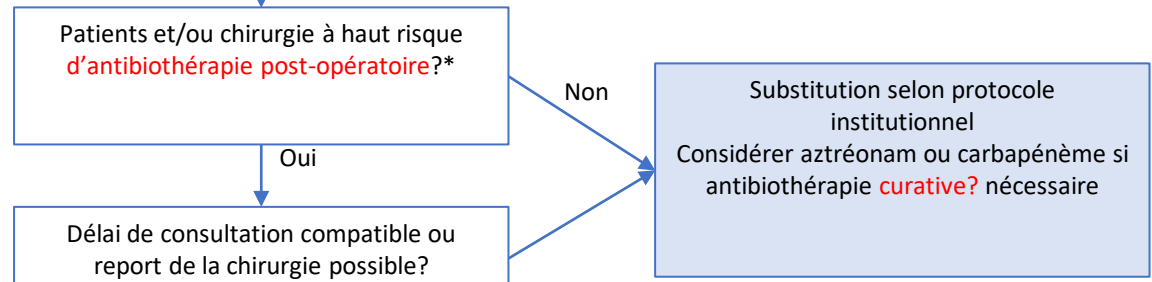 Patients et/ou chirurgie à haut risque
d’antibiothérapie post-opératoire?*
Non
Substitution selon protocole
institutionnel
Considérer aztréonam ou carbapénème si
antibiothérapie curative? nécessaire
Oui
Délai de consultation compatible ou
report de la chirurgie possible?